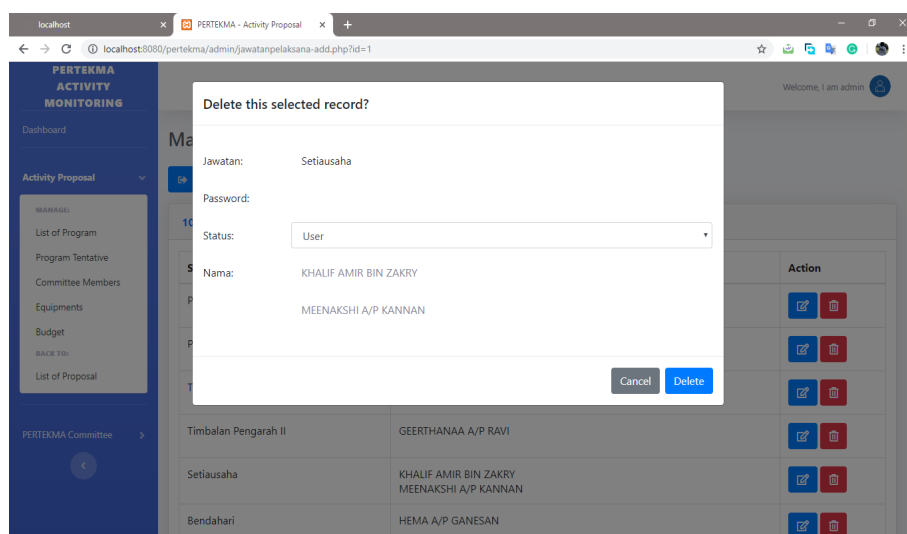 localhost
PERTEKMA - Activity Proposal
localhost:8080/pertekma/admin/jawatanpelaksana-add.php?id=1
PERTEKMA
ACTIVITY
MONITORING
Welcome, I am admin
Dashboard
Activity Proposal
MANAGE:
List of Program
Program Tentative
Committee Members
Equipments
Budget
BACK TO:
List of Proposal
PERTEKMA Committee
Ma
10
S
P
P
T
Delete this selected record?
Jawatan: Setiausaha
Password:
Status: User
Nama: KHALIF AMIR BIN ZAKRY
MEENAKSHI A/P KANNAN
Cancel Delete
Action
Timbalan Pengarah II GEERTHANAA A/P RAVI
Setiausaha KHALIF AMIR BIN ZAKRY
MEENAKSHI A/P KANNAN
Bendahari HEMA A/P GANESAN